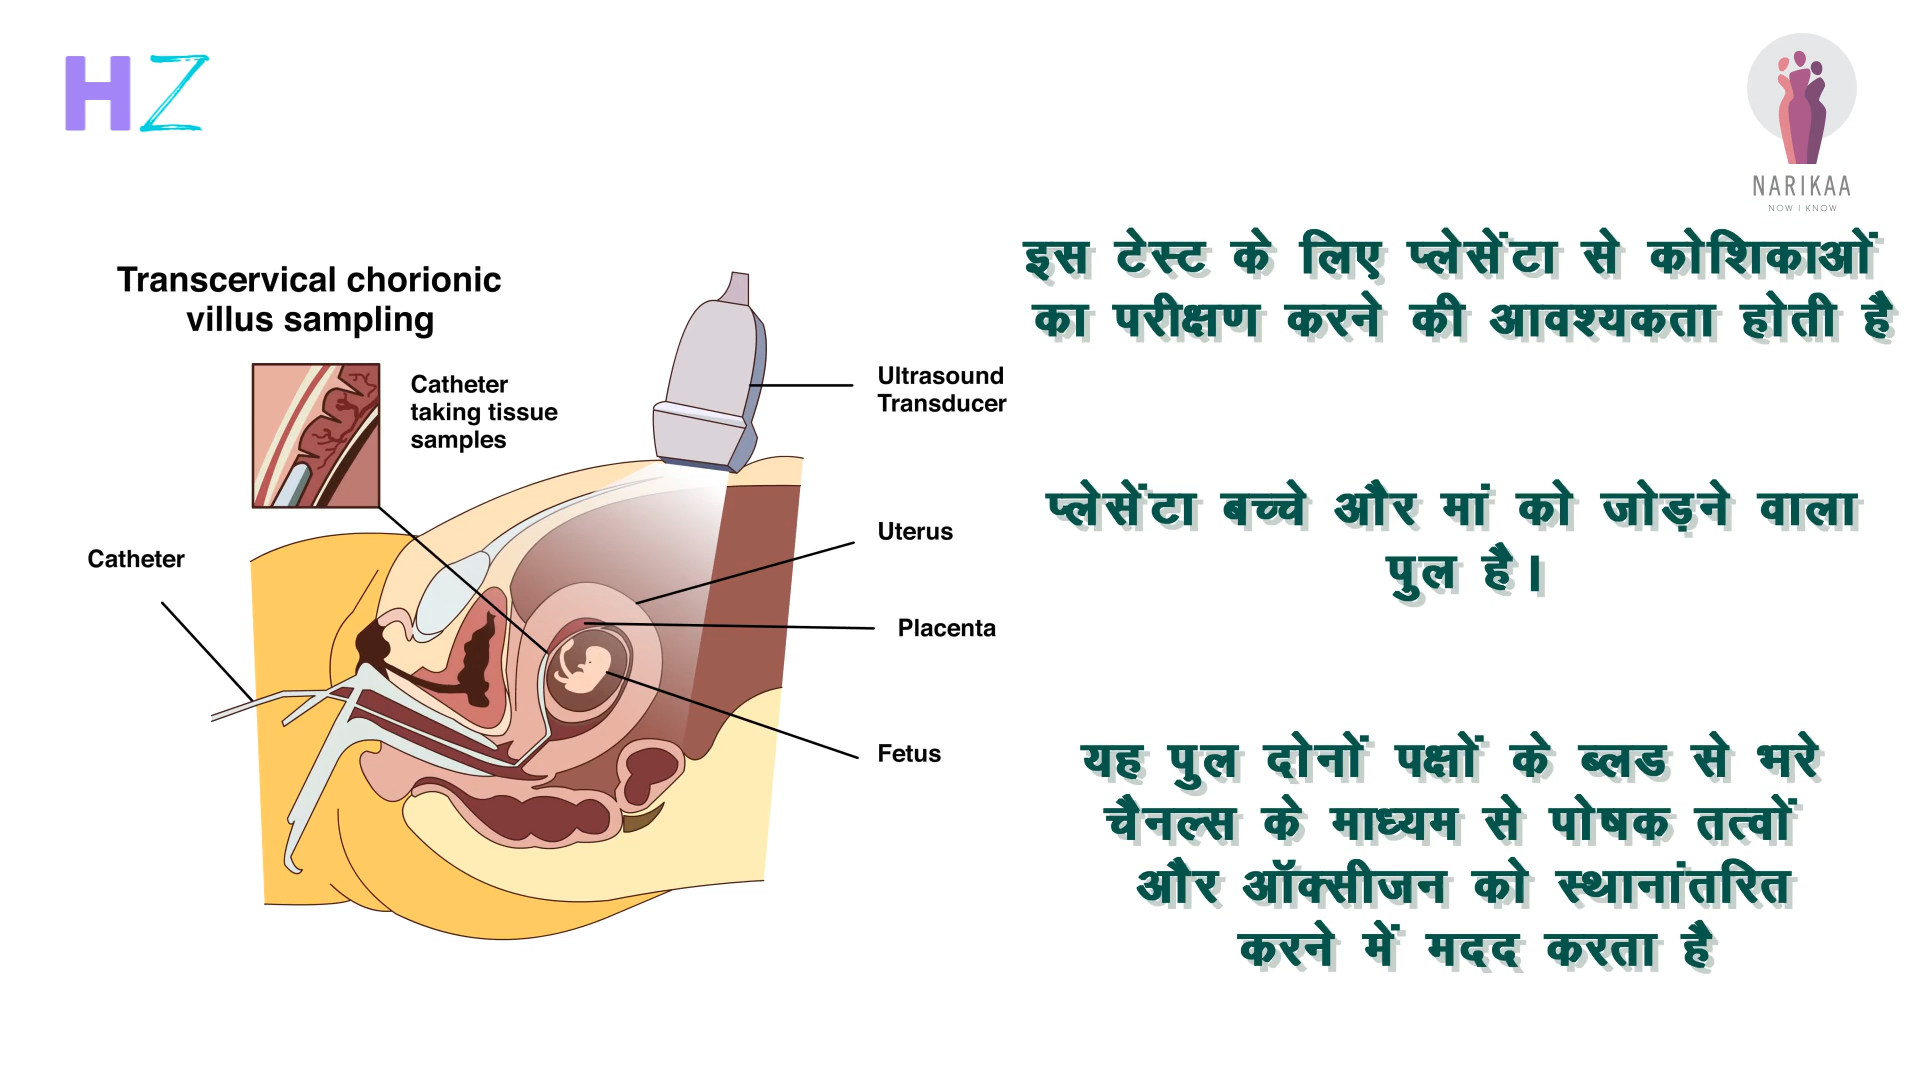 HZ
NARIKAA
NOW I KNOW
Transcervical chorionic
villus sampling
Catheter
taking tissue
samples
Ultrasound
Transducer
Uterus
Catheter
Placenta
Fetus
इस टेस्ट के लिए प्लेसेंटा से कोशिकाओं
का परीक्षण करने की आवश्यकता होती है
प्लेसेंटा बच्चे और मां को जोड़ने वाला
पुल है।
यह पुल दोनों पक्षों के ब्लड से भरे
चैनल्स के माध्यम से पोषक तत्वों
और ऑक्सीजन को स्थानांतरित
करने में मदद करता है